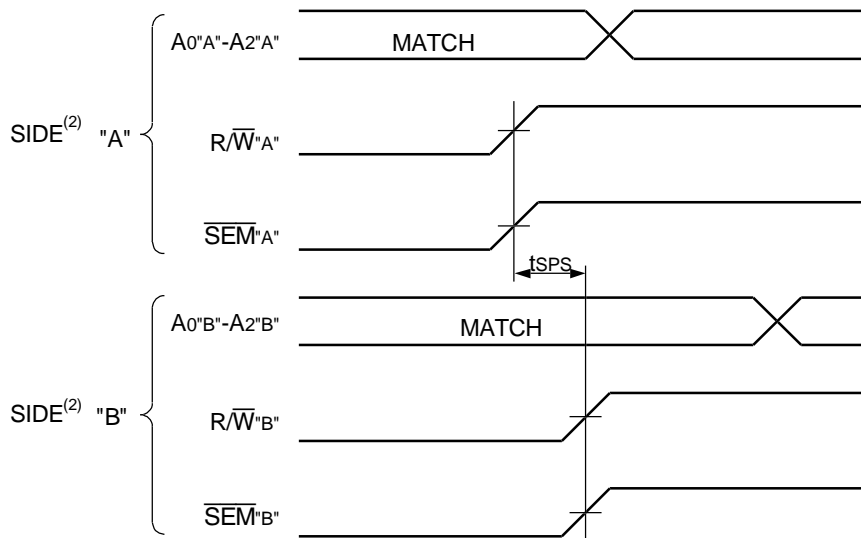 A0"A"-A2"A" MATCH
SIDE(2) "A" R/W"A"
SEM"A"
tSPS
A0"B"-A2"B" MATCH
SIDE(2) "B" R/W"B"
SEM"B"